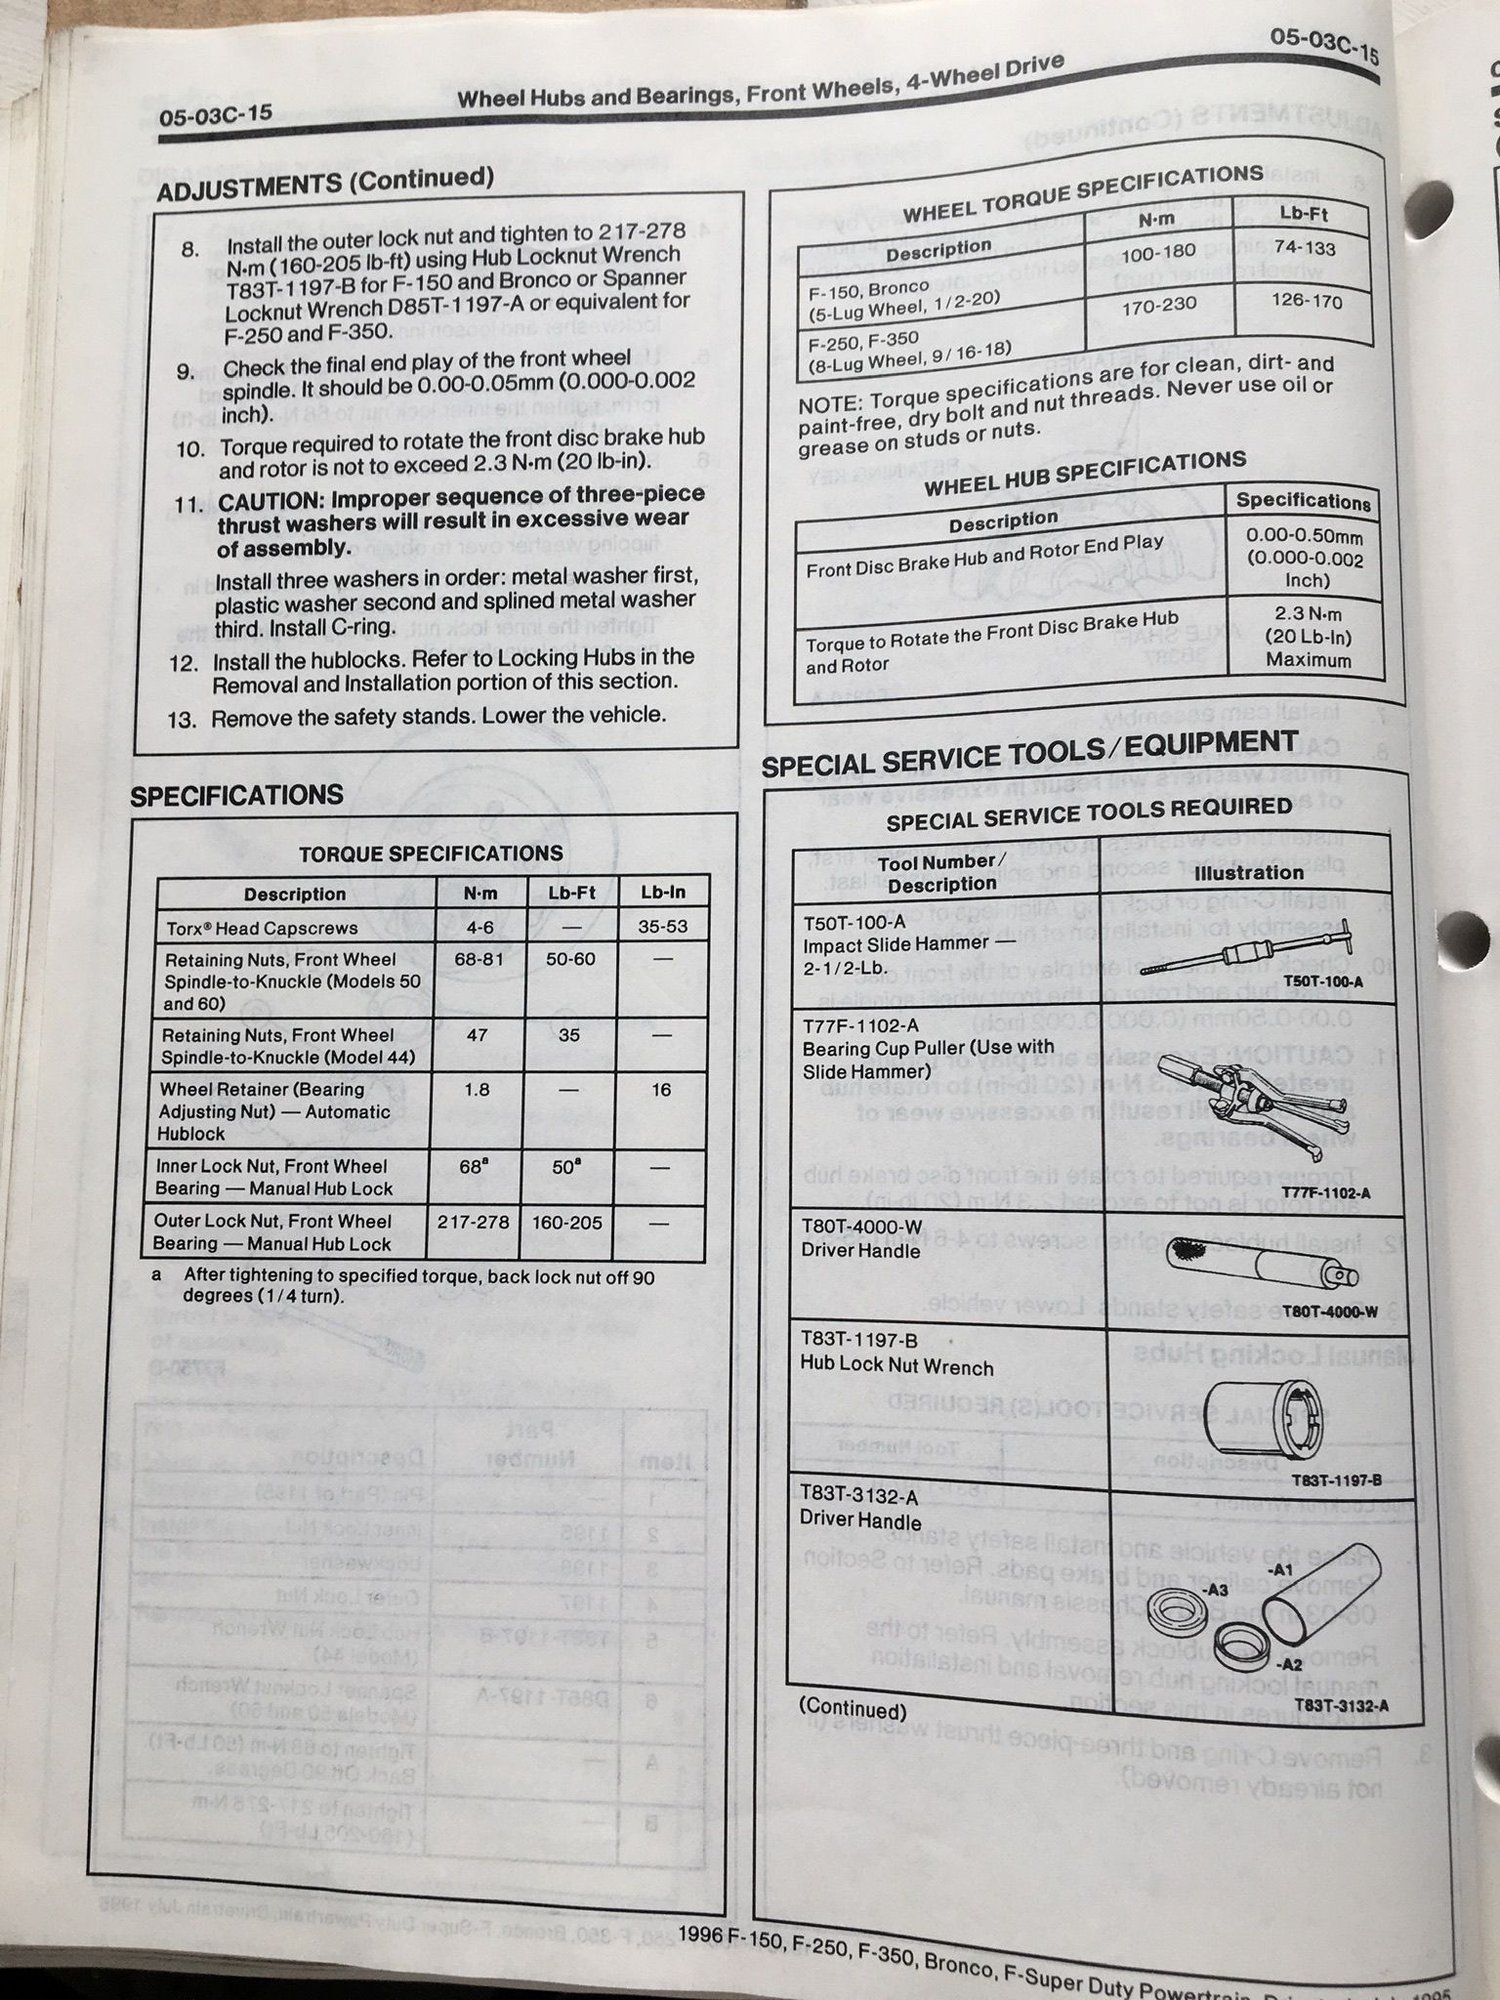 05-03C-15
Wheel Hubs and Bearings, Front Wheels, 4-Wheel Drive
05-03C-15
ADJUSTMENTS (Continued)
8. Install the outer lock nut and tighten to 217-278
N•m (160-205 lb-ft) using Hub Locknut Wrench
T83T-1197-B for F-150 and Bronco or Spanner
Locknut Wrench D85T-1197-A or equivalent for
F-250 and F-350.
9. Check the final end play of the front wheel
spindle. It should be 0.00-0.05mm (0.000-0.002
inch).
10. Torque required to rotate the front disc brake hub
and rotor is not to exceed 2.3 N•m (20 lb-in).
11. CAUTION: Improper sequence of three-piece
thrust washers will result in excessive wear
of assembly.
Install three washers in order: metal washer first,
plastic washer second and splined metal washer
third. Install C-ring.
12. Install the hublocks. Refer to Locking Hubs in the
Removal and Installation portion of this section.
13. Remove the safety stands. Lower the vehicle.
SPECIFICATIONS
TORQUE SPECIFICATIONS
Description N•m Lb-Ft Lb-In
Torx® Head Capscrews 4-6 — 35-53
Retaining Nuts, Front Wheel 68-81 50-60 —
Spindle-to-Knuckle (Models 50
and 60)
Retaining Nuts, Front Wheel 47 35 —
Spindle-to-Knuckle (Model 44)
Wheel Retainer (Bearing 1.8 — 16
Adjusting Nut) — Automatic
Hublock
Inner Lock Nut, Front Wheel 68a 50a —
Bearing — Manual Hub Lock
Outer Lock Nut, Front Wheel 217-278 160-205 —
Bearing — Manual Hub Lock
a After tightening to specified torque, back lock nut off 90
degrees (1/4 turn).
WHEEL TORQUE SPECIFICATIONS
Description N•m Lb-Ft
F-150, Bronco 100-180 74-133
(5-Lug Wheel, 1/2-20)
F-250, F-350 170-230 126-170
(8-Lug Wheel, 9/16-18)
NOTE: Torque specifications are for clean, dirt- and
paint-free, dry bolt and nut threads. Never use oil or
grease on studs or nuts.
WHEEL HUB SPECIFICATIONS
Description Specifications
Front Disc Brake Hub and Rotor End Play 0.00-0.50mm
(0.000-0.002
Inch)
Torque to Rotate the Front Disc Brake Hub 2.3 N•m
and Rotor (20 Lb-In)
Maximum
SPECIAL SERVICE TOOLS/EQUIPMENT
SPECIAL SERVICE TOOLS REQUIRED
Tool Number/
Description Illustration
T50T-100-A
Impact Slide Hammer —
2-1/2-Lb.
T50T-100-A
T77F-1102-A
Bearing Cup Puller (Use with
Slide Hammer)
T77F-1102-A
T80T-4000-W
Driver Handle
T80T-4000-W
T83T-1197-B
Hub Lock Nut Wrench
T83T-1197-B
T83T-3132-A
Driver Handle
-A1
-A3
-A2
T83T-3132-A
(Continued)
1996 F-150, F-250, F-350, Bronco, F-Super Duty Powertrain,